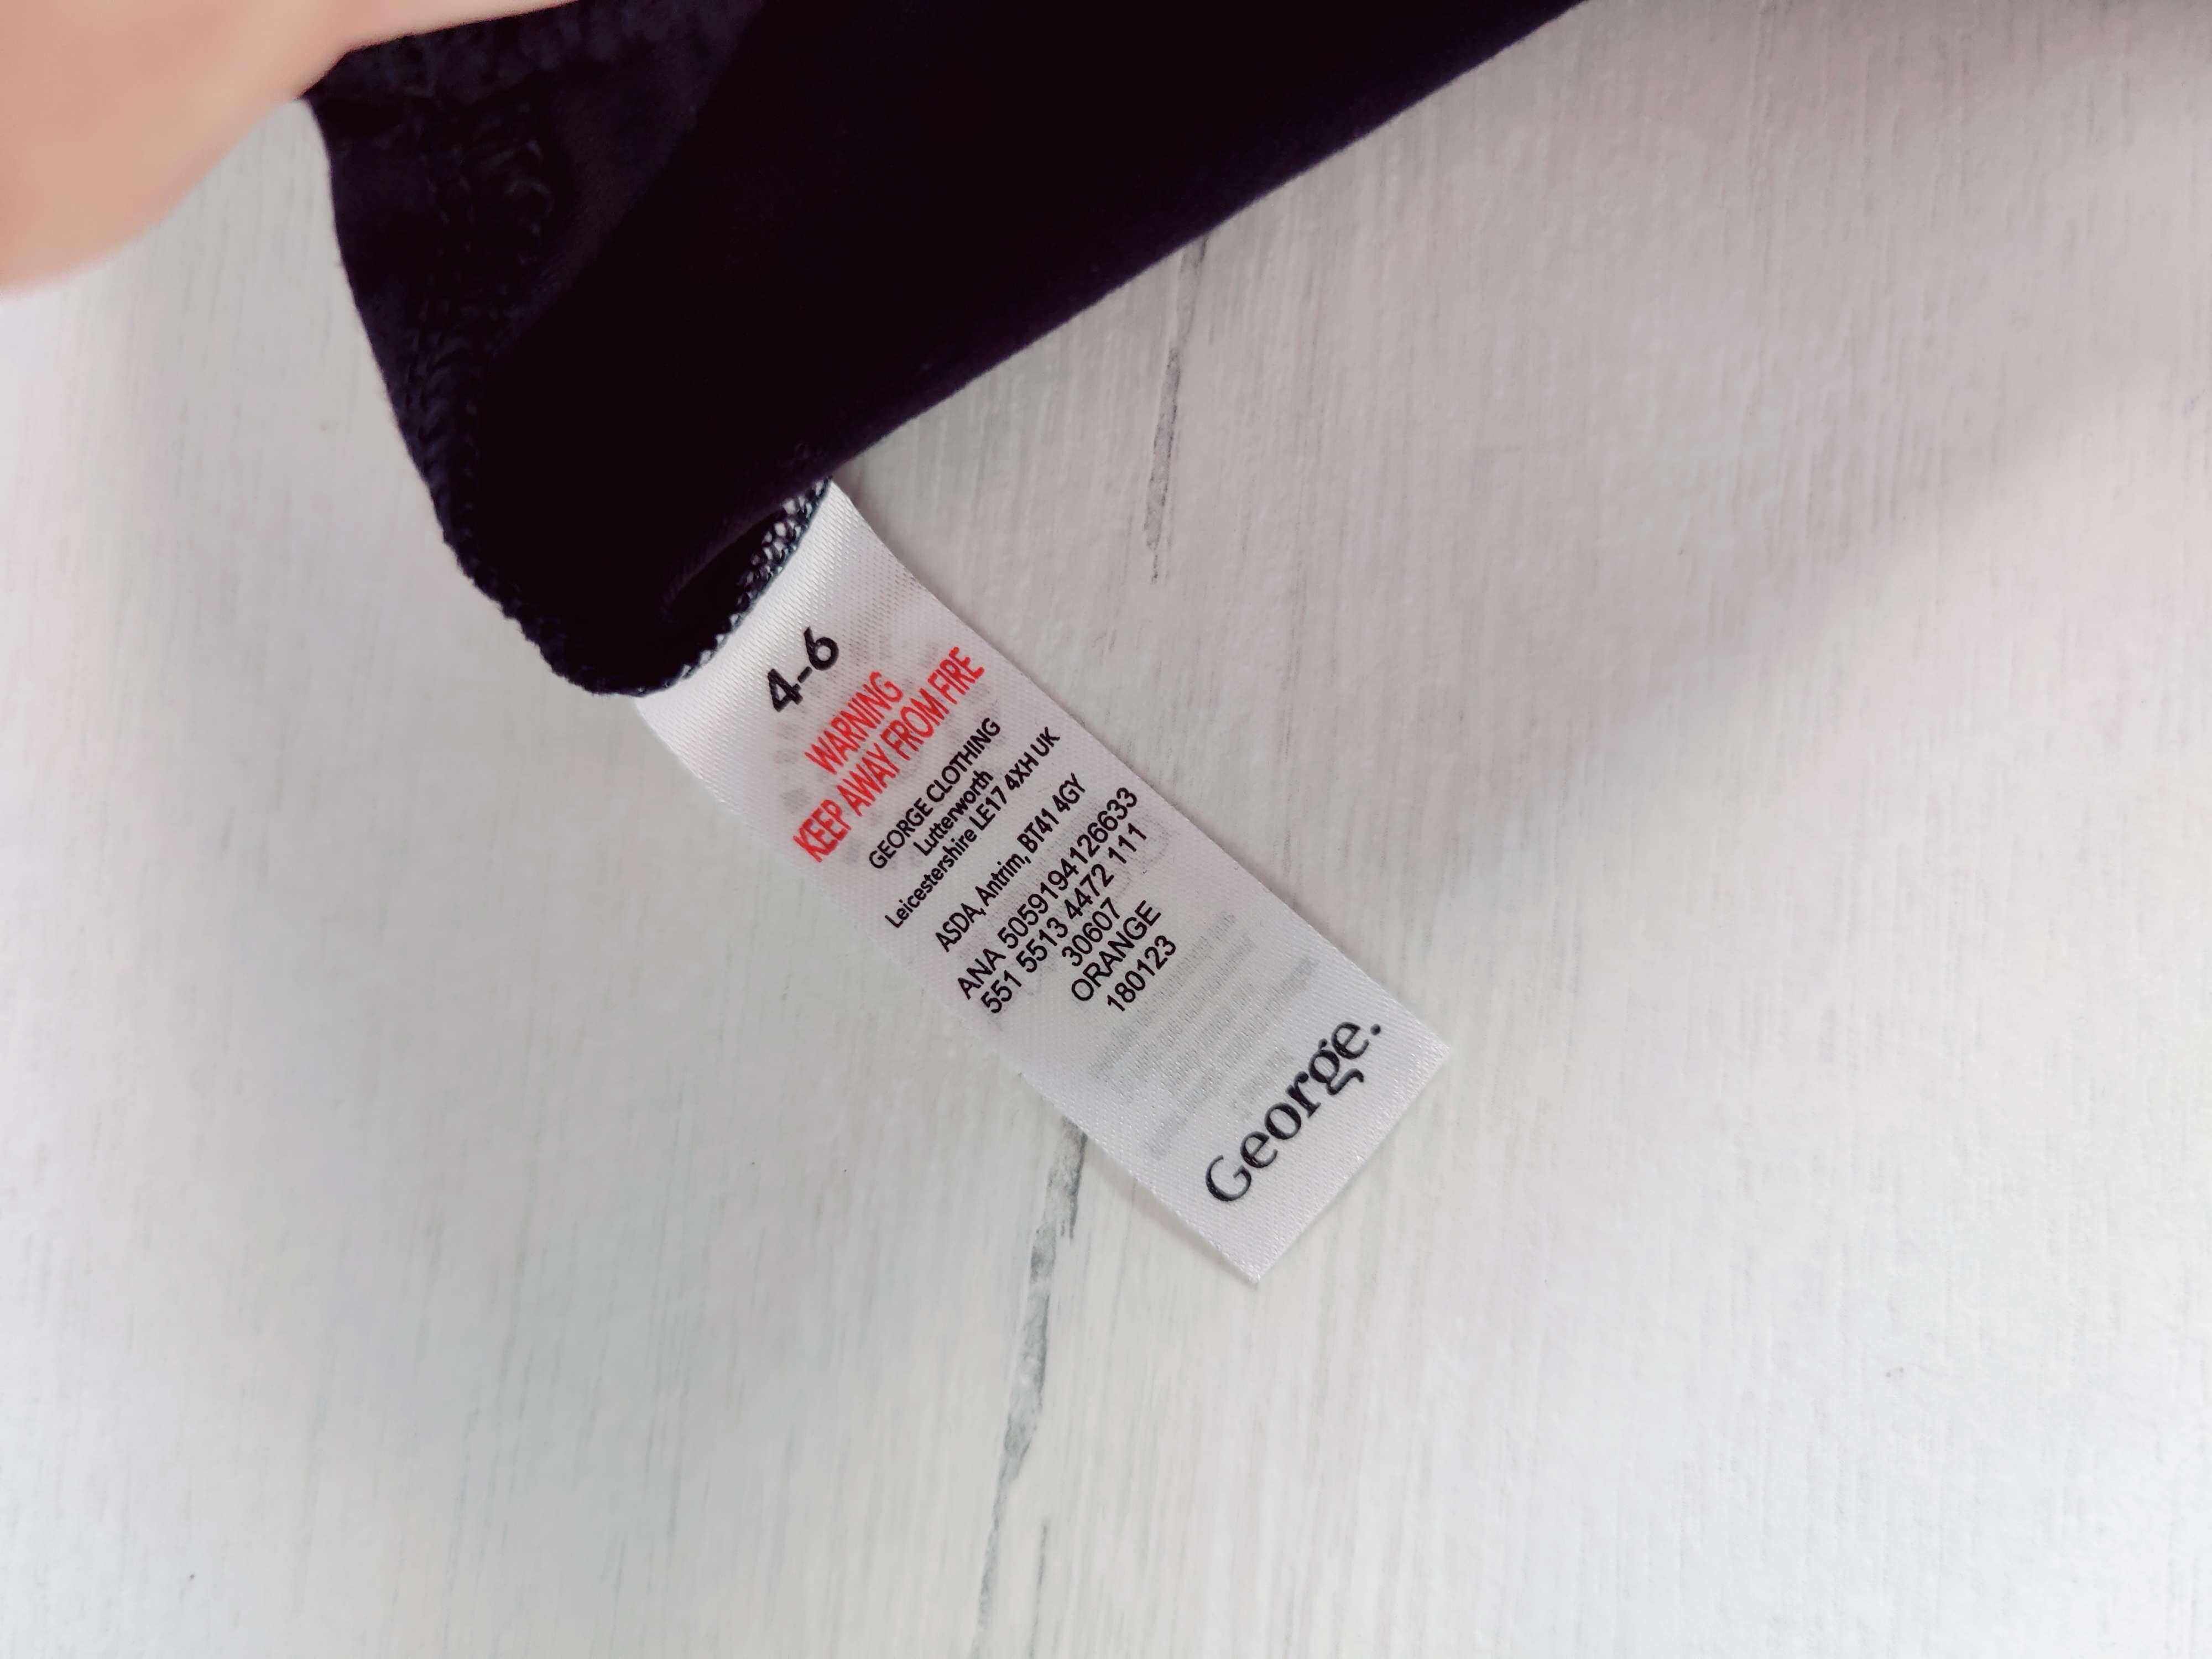 4-6
WARNING
KEEP AWAY FROM FIRE
GEORGE CLOTHING
Lutterworth
Leicestershire LE17 4XH UK
ASDA, Antrim, BT41 4GY
ANA 5059194126633
551 5513 4472 111
30607
ORANGE
180123
George.